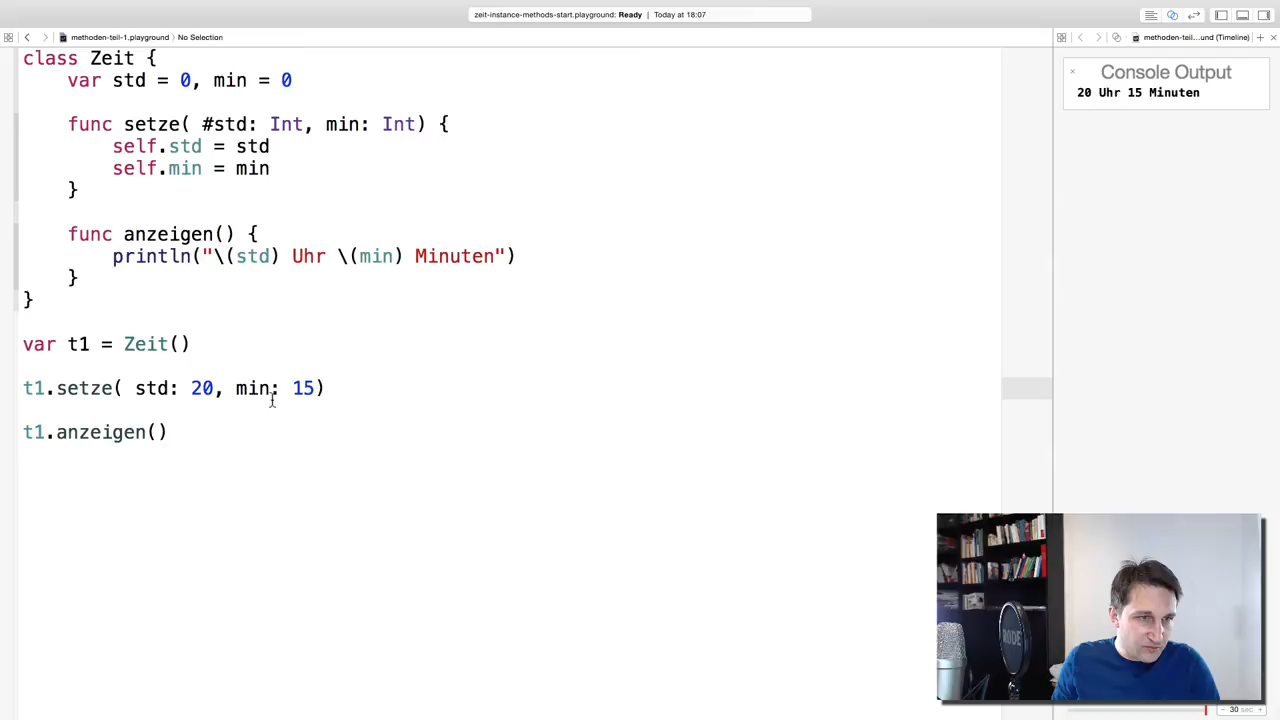 zeit-instance-methods-start.playground: Ready | Today at 18:07
methoden-teil-1.playground › No Selection
methoden-teil...und (Timeline)
class Zeit {
var std = 0, min = 0
func setze( #std: Int, min: Int) {
self.std = std
self.min = min
}
func anzeigen() {
println("\(std) Uhr \(min) Minuten")
}
}
var t1 = Zeit()
t1.setze( std: 20, min: 15)
t1.anzeigen()
Console Output
20 Uhr 15 Minuten
RODE
- 30 sec +